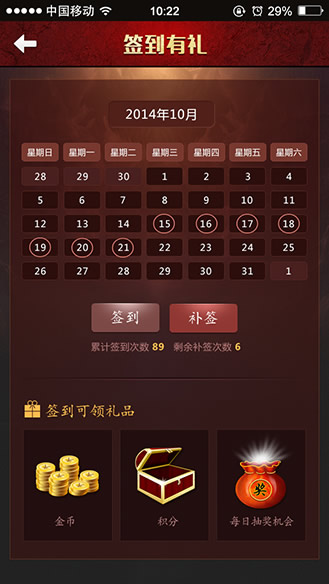 中国移动 10:22 29%
签到有礼
2014年10月
星期日 星期一 星期二 星期三 星期四 星期五 星期六
28 29 30 1 2 3 4
5 6 7 8 9 10 11
12 13 14 15 16 17 18
19 20 21 22 23 24 25
26 27 28 29 30 31 1
签到 补签
累计签到次数 89 剩余补签次数 6
签到可领礼品
奖
金币 积分 每日抽奖机会